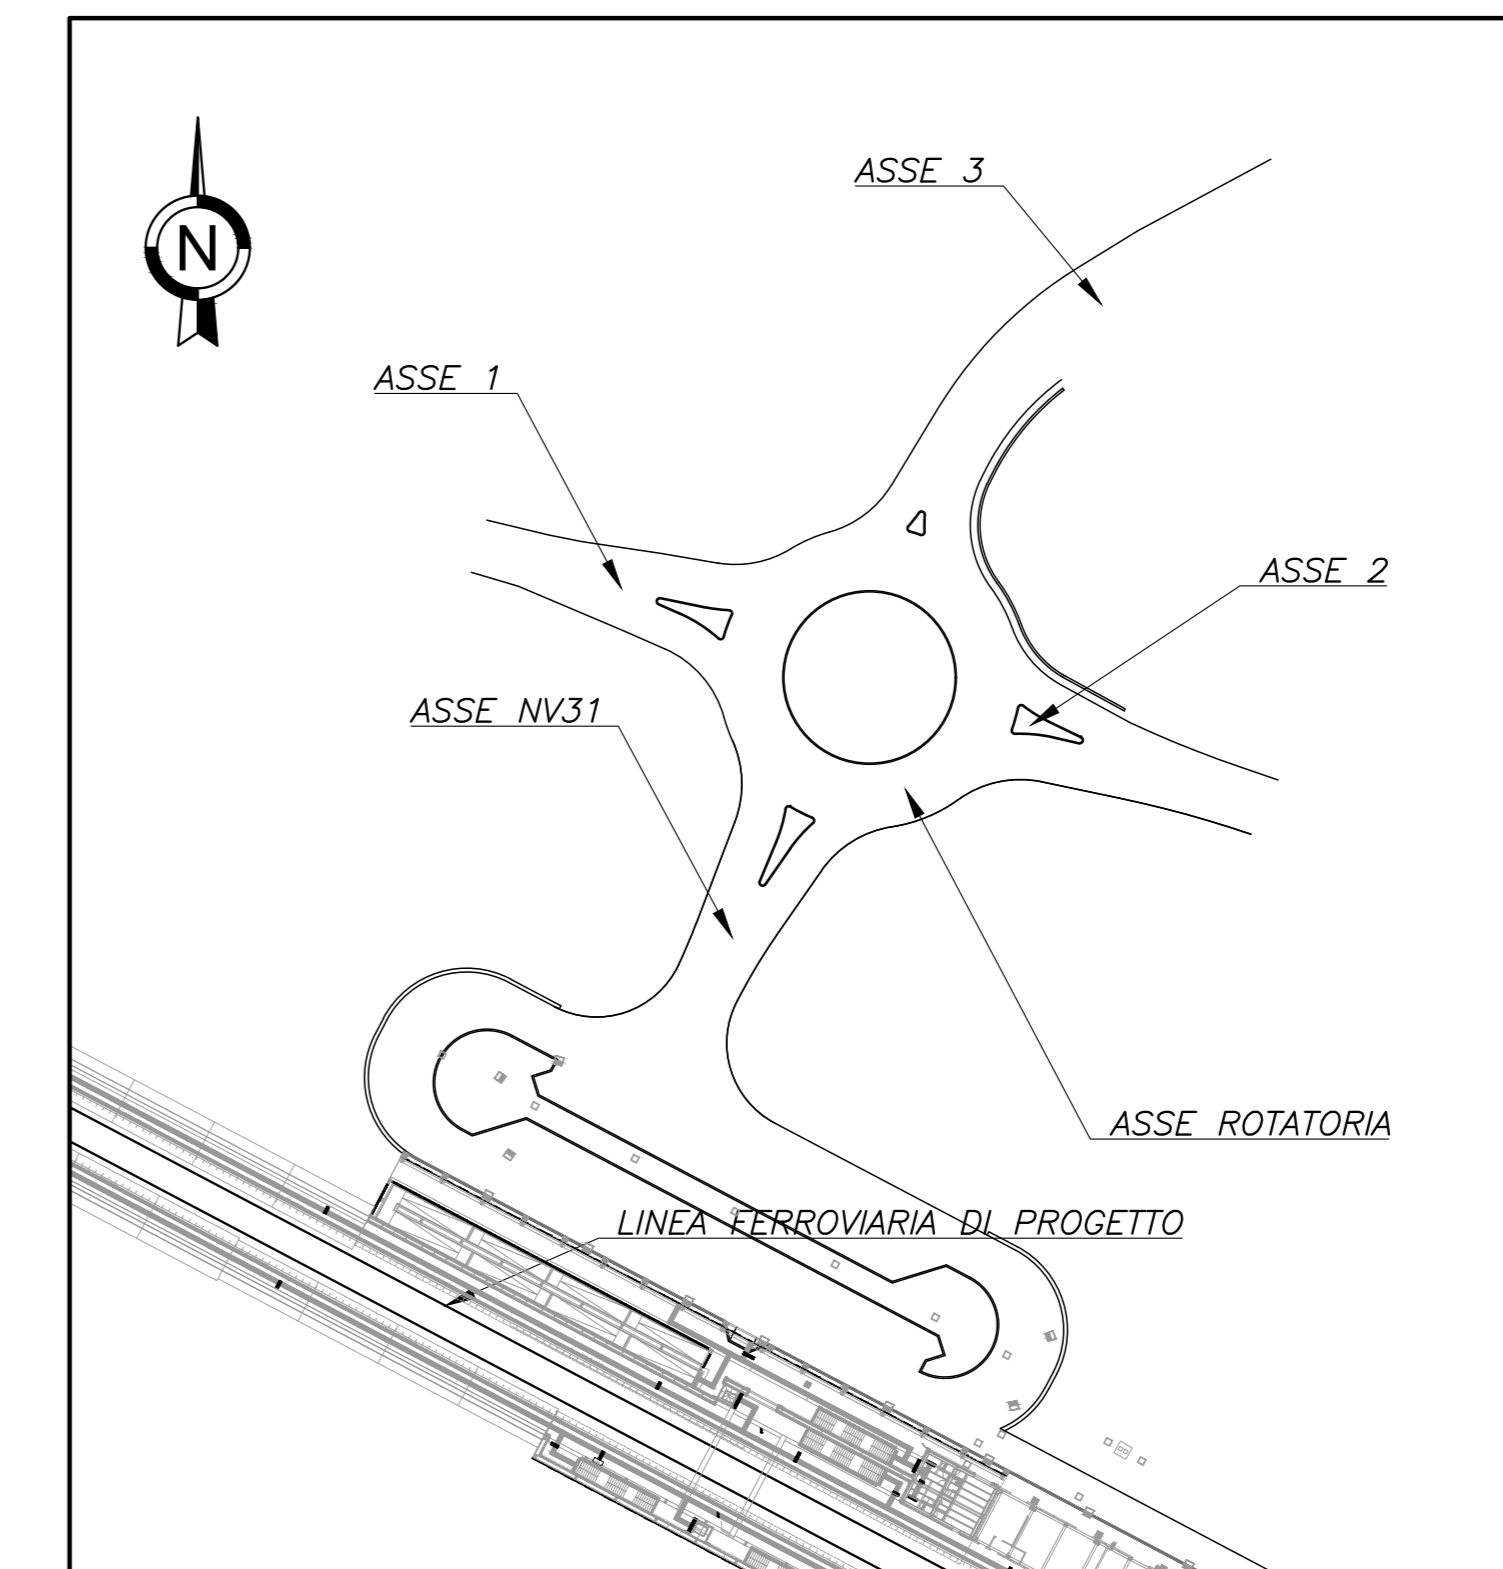 ASSE 3
N
ASSE 1
ASSE 2
ASSE NV31
ASSE ROTATORIA
LINEA FERROVIARIA DI PROGETTO